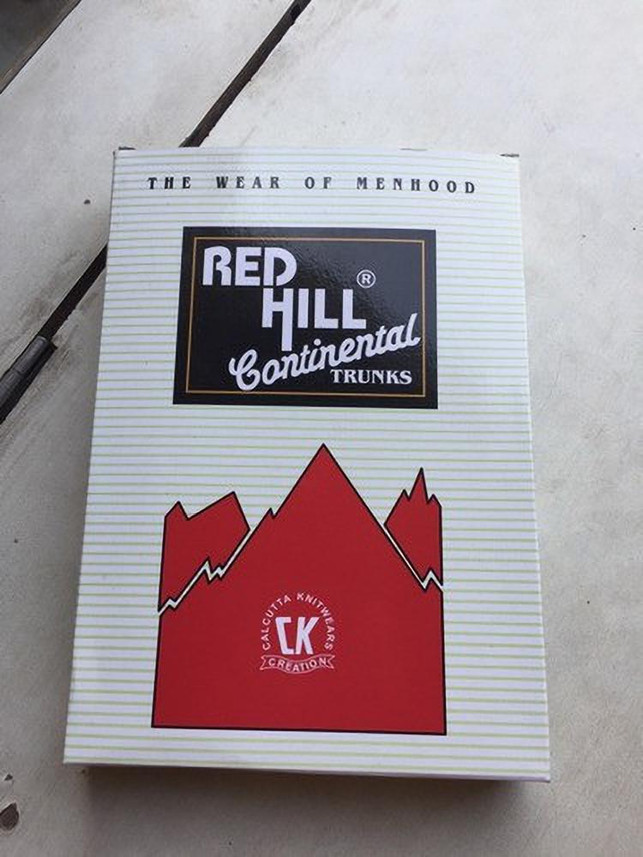 THE WEAR OF MENHOOD
RED
HILL ®
Continental
TRUNKS
CALCUTTA KNITWEARS
CK
CREATION